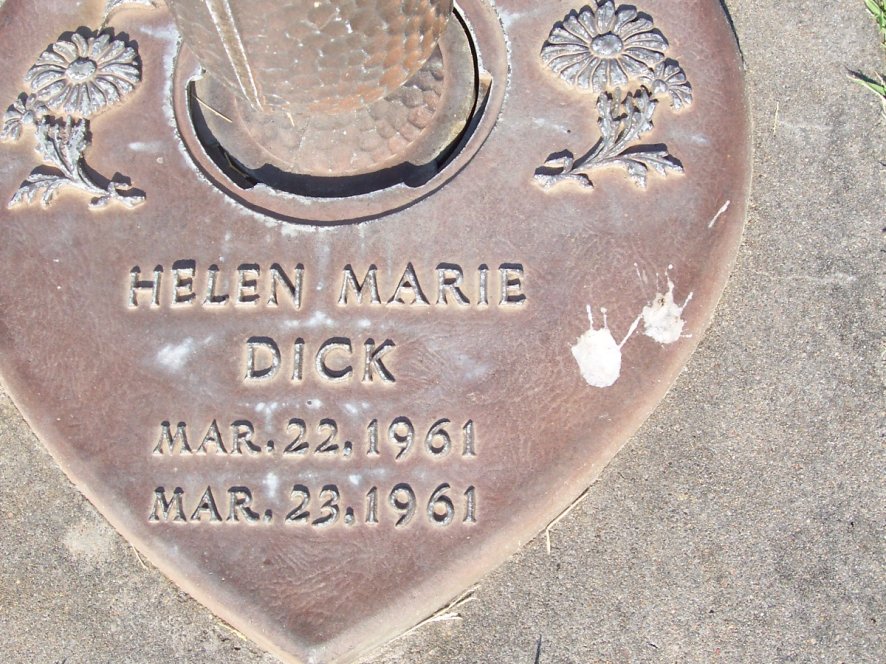 HELEN MARIE
DICK
MAR. 22, 1961
MAR. 23, 1961